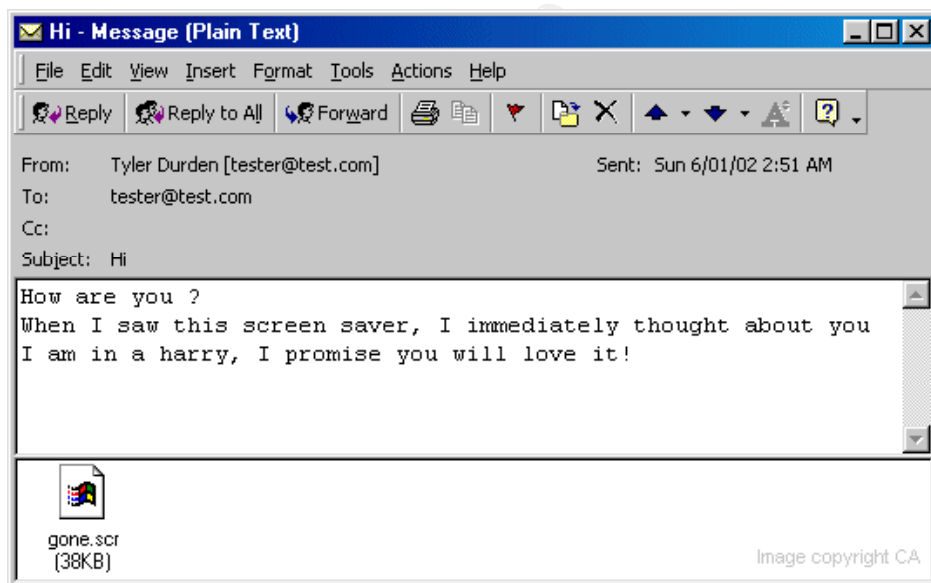 Hi - Message (Plain Text)
File Edit View Insert Format Tools Actions Help
Reply Reply to All Forward
From: Tyler Durden [tester@test.com] Sent: Sun 6/01/02 2:51 AM
To: tester@test.com
Cc:
Subject: Hi
How are you ?
When I saw this screen saver, I immediately thought about you
I am in a harry, I promise you will love it!
gone.scr
(38KB)
Image copyright CA